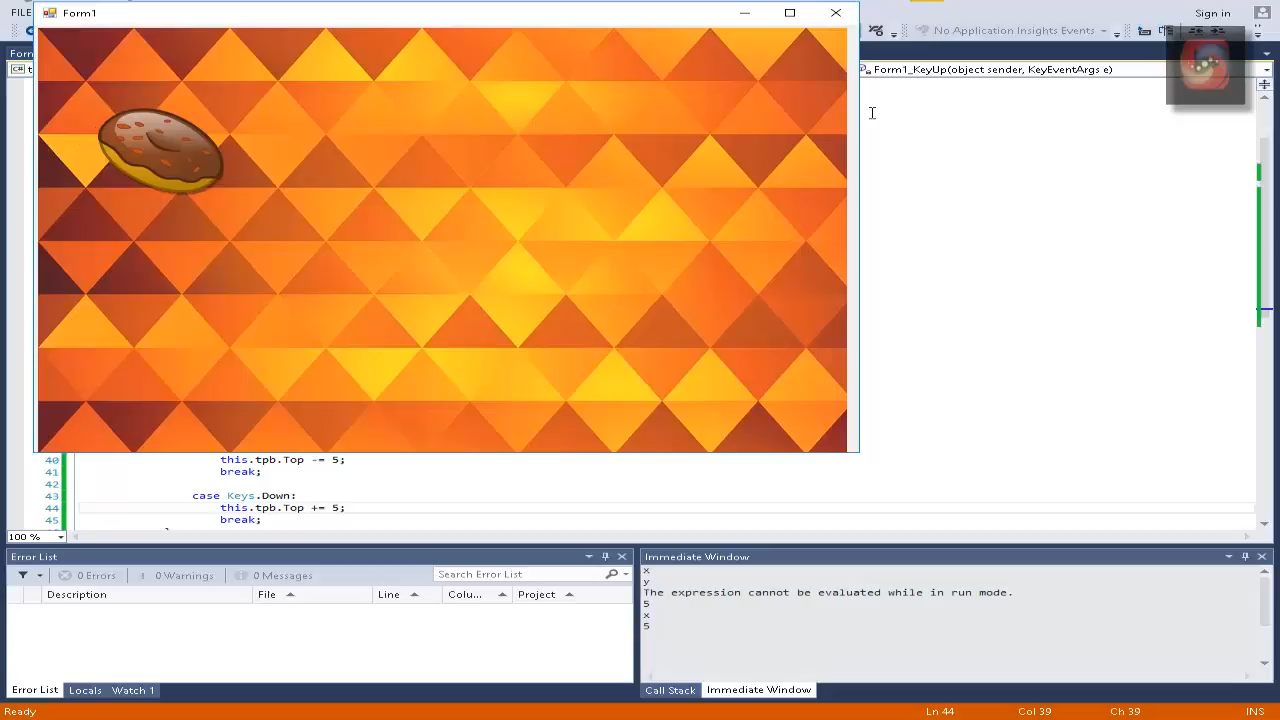 Form1
FILE
Sign in
No Application Insights Events
Form
C# t
Form1_KeyUp(object sender, KeyEventArgs e)
40 this.tpb.Top -= 5;
41 break;
42
43 case Keys.Down:
44 this.tpb.Top += 5;
45 break;
100 %
Error List
0 Errors 0 Warnings 0 Messages Search Error List
Description File Line Colu... Project
Error List Locals Watch 1
Immediate Window
x
y
The expression cannot be evaluated while in run mode.
5
x
5
Call Stack Immediate Window
Ready Ln 44 Col 39 Ch 39 INS